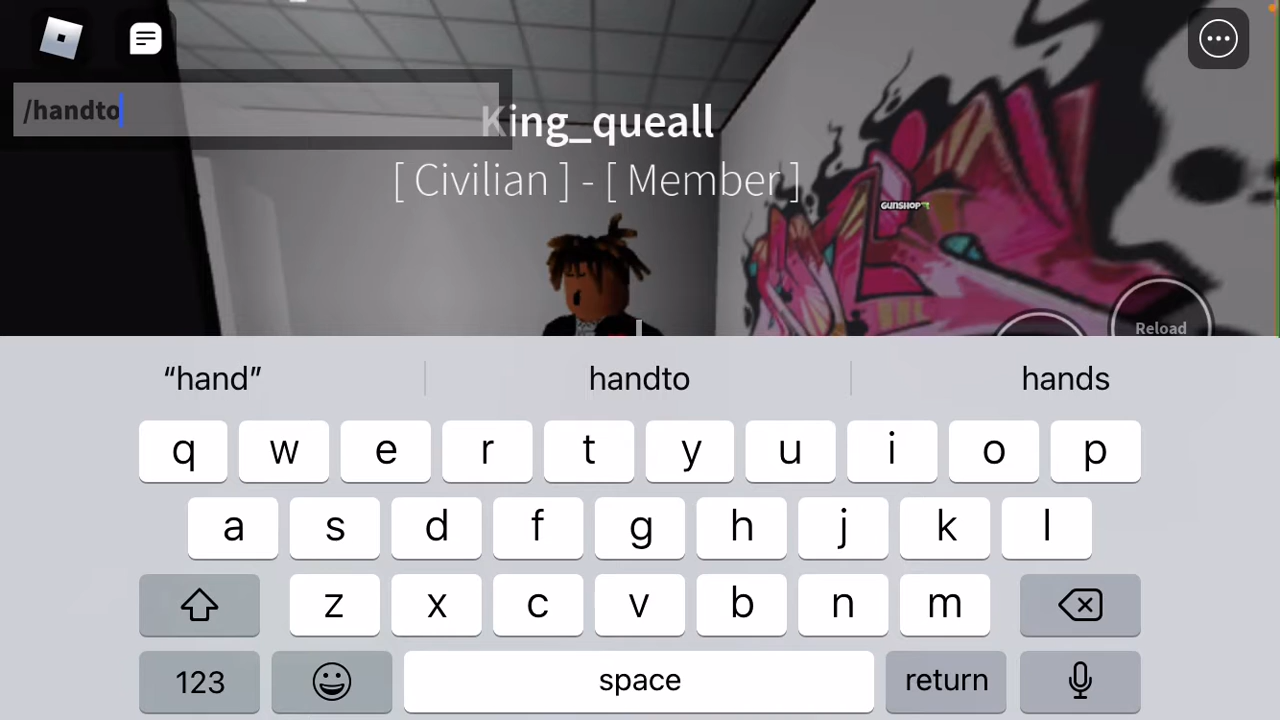 /handto
King_queall
[ Civilian ] - [ Member ]
GUNSHOP
Reload
“hand” handto hands
q w e r t y u i o p
a s d f g h j k l
z x c v b n m
123 space return